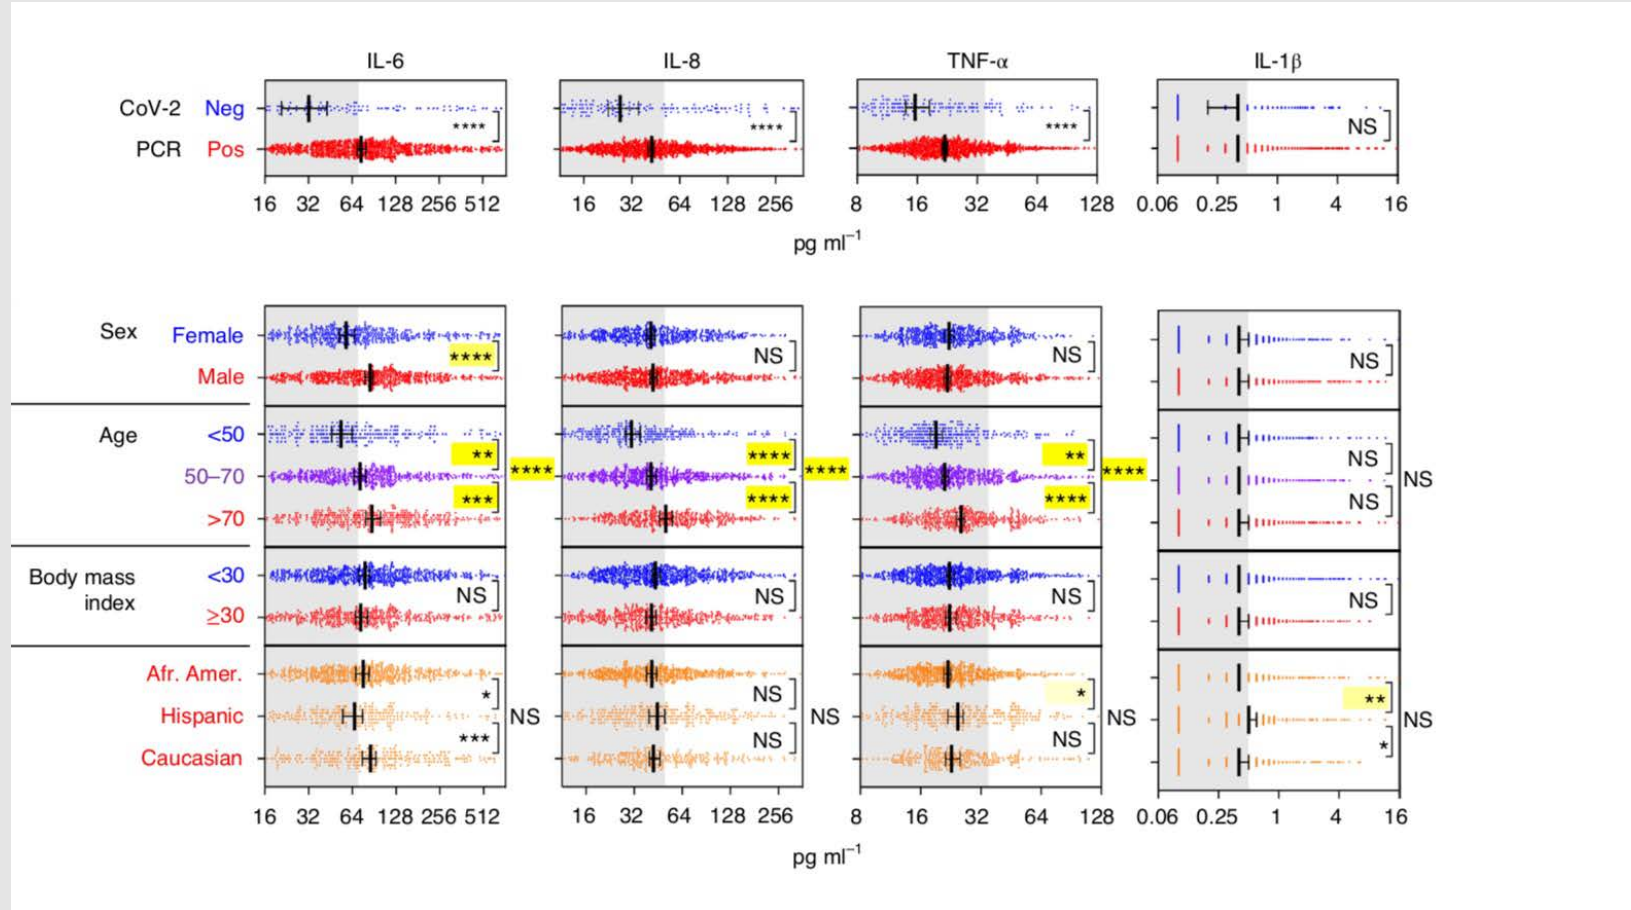 IL-6 IL-8 TNF-α IL-1β
CoV-2 Neg **** **** **** NS
PCR Pos
16 32 64 128 256 512 16 32 64 128 256 8 16 32 64 128 0.06 0.25 1 4 16
pg ml⁻¹
Sex Female **** NS NS NS
Male
Age <50 ** **** ** NS
50–70 **** **** **** NS
>70 *** **** **** NS
Body mass <30 NS NS NS NS
index ≥30
Afr. Amer. * NS * **
Hispanic NS NS NS NS
Caucasian *** NS NS *
16 32 64 128 256 512 16 32 64 128 256 8 16 32 64 128 0.06 0.25 1 4 16
pg ml⁻¹